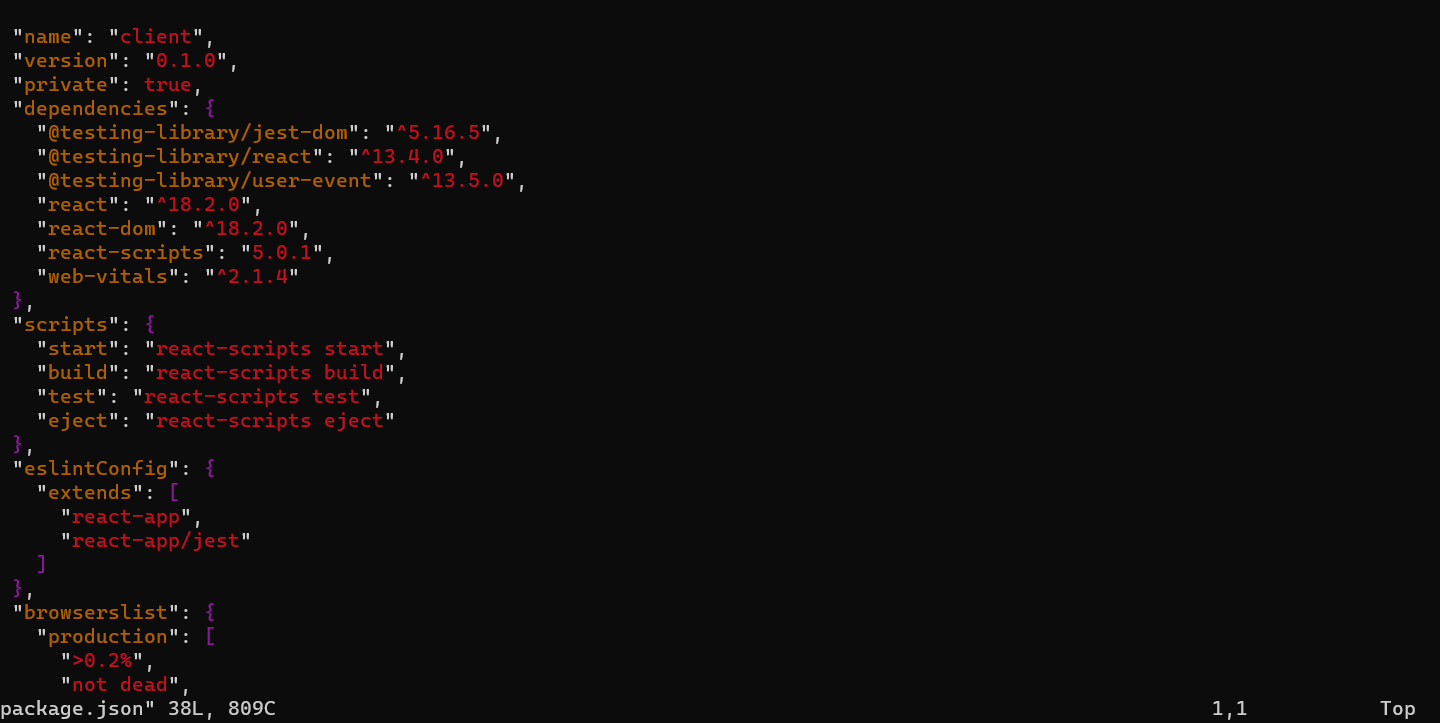 "name": "client",
"version": "0.1.0",
"private": true,
"dependencies": {
  "@testing-library/jest-dom": "^5.16.5",
  "@testing-library/react": "^13.4.0",
  "@testing-library/user-event": "^13.5.0",
  "react": "^18.2.0",
  "react-dom": "^18.2.0",
  "react-scripts": "5.0.1",
  "web-vitals": "^2.1.4"
},
"scripts": {
  "start": "react-scripts start",
  "build": "react-scripts build",
  "test": "react-scripts test",
  "eject": "react-scripts eject"
},
"eslintConfig": {
  "extends": [
    "react-app",
    "react-app/jest"
  ]
},
"browserslist": {
  "production": [
    ">0.2%",
    "not dead",
package.json" 38L, 809C 1,1 Top